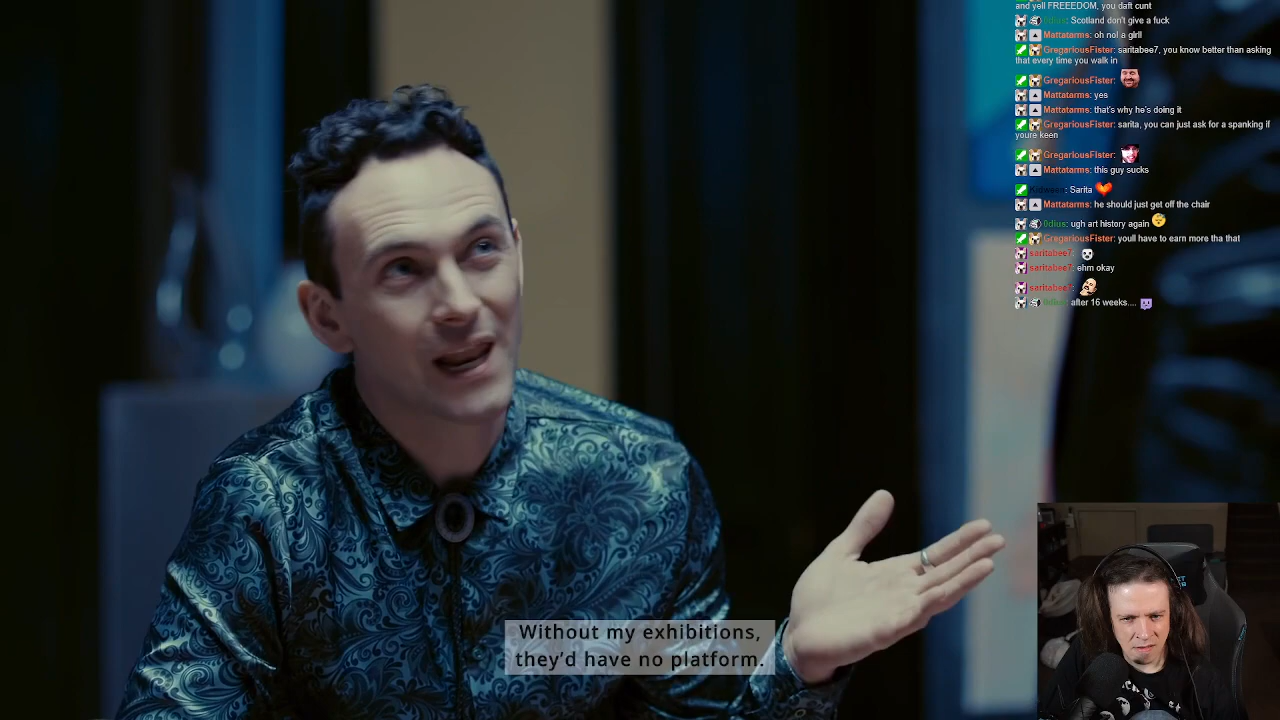 and yell FREEEDOM, you daft cunt
0dius: Scotland don't give a fuck
Mattatarms: oh no! a girl!
GregariousFister: saritabee7, you know better than asking
that every time you walk in
GregariousFister:
Mattatarms: yes
Mattatarms: that's why he's doing it
GregariousFister: sarita, you can just ask for a spanking if
youre keen
GregariousFister:
Mattatarms: this guy sucks
: Sarita
Mattatarms: he should just get off the chair
0dius: ugh art history again
GregariousFister: youll have to earn more tha that
saritabee7:
saritabee7: ehm okay
saritabee7:
0dius: after 16 weeks....
Without my exhibitions,
they'd have no platform.